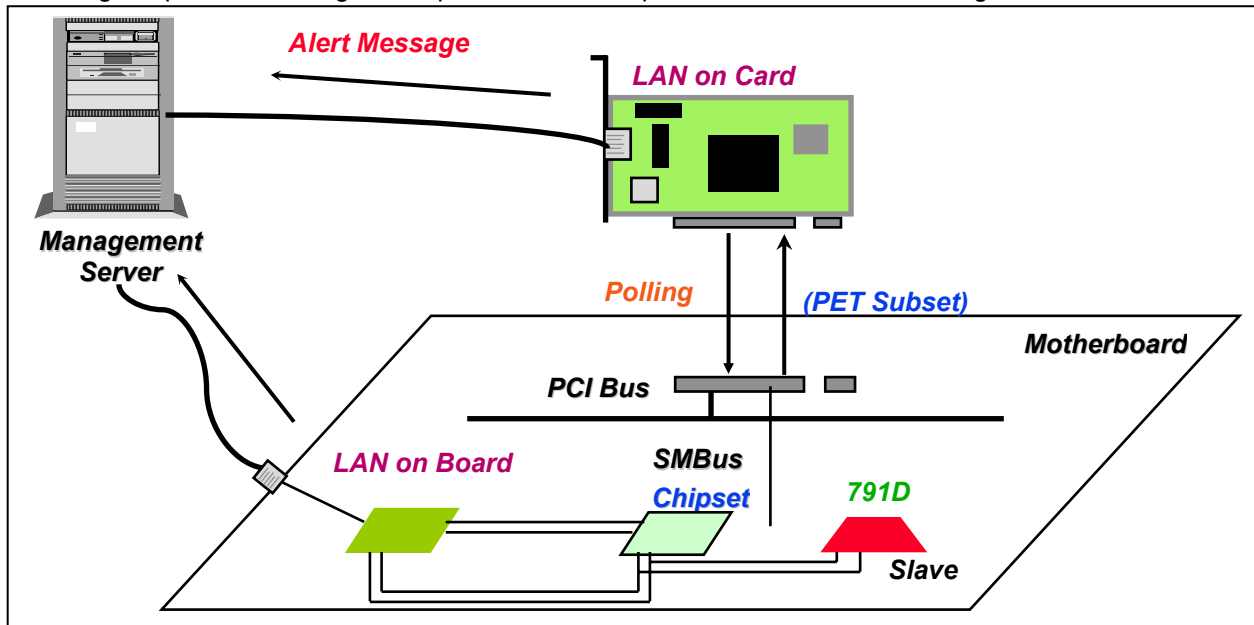 Alert Message
LAN on Card
Management
Server
Polling
(PET Subset)
Motherboard
PCI Bus
LAN on Board
SMBus
Chipset
791D
Slave